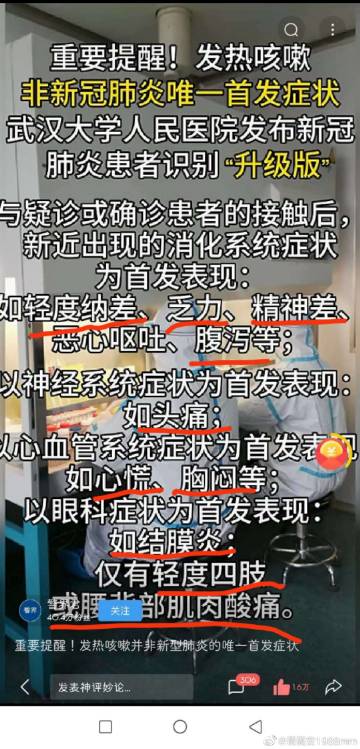 重要提醒！发热咳嗽
非新冠肺炎唯一首发症状
武汉大学人民医院发布新冠
肺炎患者识别“升级版”
与疑诊或确诊患者的接触后，
新近出现的消化系统症状
为首发表现：
如轻度纳差、乏力、精神差、
恶心呕吐、腹泻等；
以神经系统症状为首发表现：
如头痛；
以心血管系统症状为首发表现，
如心慌、胸闷等；
以眼科症状为首发表现：
如结膜炎；
仅有轻度四肢
或腰背部肌肉酸痛。
智界
关注
重要提醒！发热咳嗽并非新型肺炎的唯一首发症状
发表神评妙论...
306
1.6万